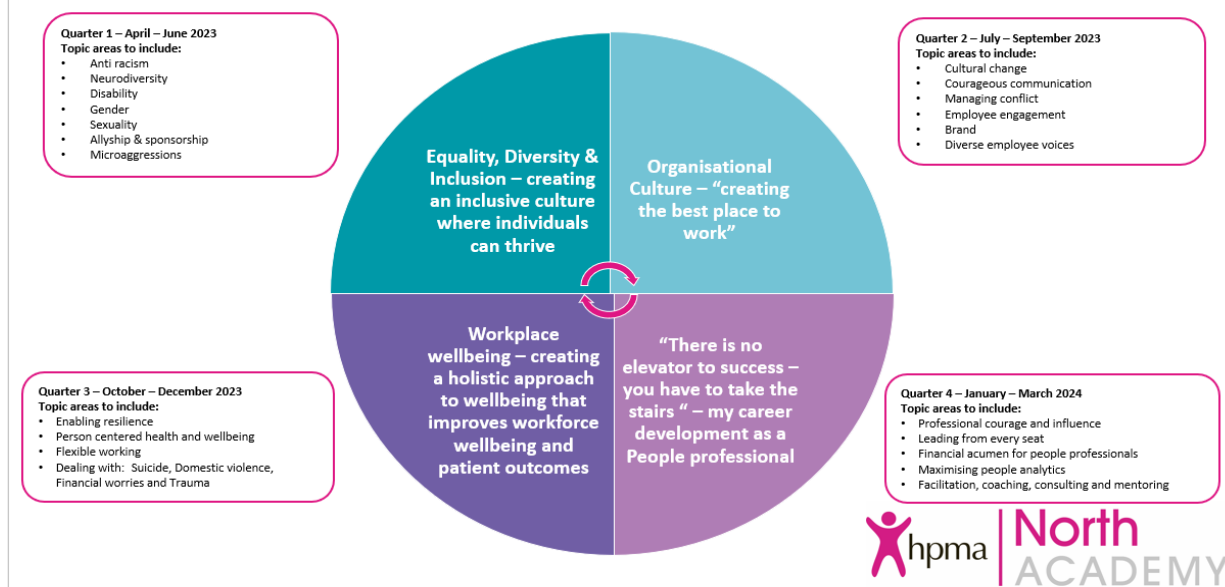 Quarter 1 – April – June 2023
Topic areas to include:
• Anti racism
• Neurodiversity
• Disability
• Gender
• Sexuality
• Allyship & sponsorship
• Microaggressions
Quarter 2 – July – September 2023
Topic areas to include:
• Cultural change
• Courageous communication
• Managing conflict
• Employee engagement
• Brand
• Diverse employee voices
Equality, Diversity &
Inclusion – creating
an inclusive culture
where individuals
can thrive
Organisational
Culture – “creating
the best place to
work”
Workplace
wellbeing – creating
a holistic approach
to wellbeing that
improves workforce
wellbeing and
patient outcomes
“There is no
elevator to success –
you have to take the
stairs “ – my career
development as a
People professional
Quarter 3 – October – December 2023
Topic areas to include:
• Enabling resilience
• Person centered health and wellbeing
• Flexible working
• Dealing with: Suicide, Domestic violence,
Financial worries and Trauma
Quarter 4 – January – March 2024
Topic areas to include:
• Professional courage and influence
• Leading from every seat
• Financial acumen for people professionals
• Maximising people analytics
• Facilitation, coaching, consulting and mentoring
hpma
North
ACADEMY